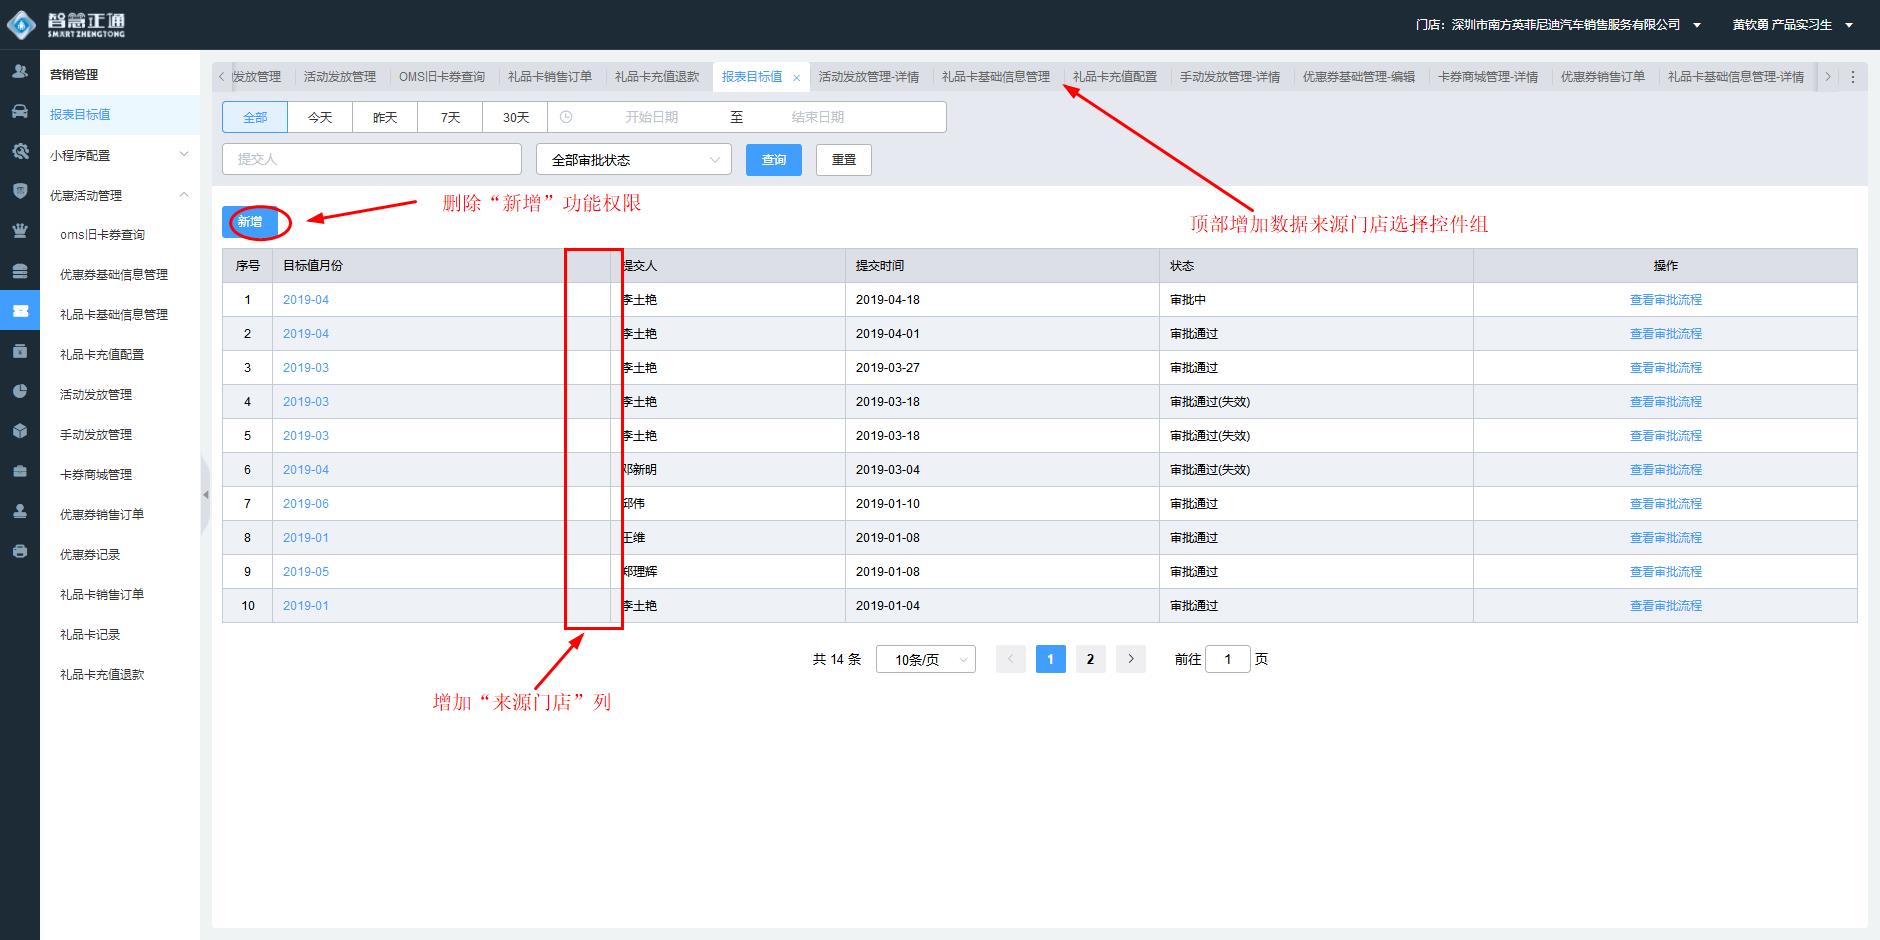 智慧正通
SMART ZHENGTONG
门店：深圳市南方英菲尼迪汽车销售服务有限公司
黄钦勇 产品实习生
营销管理
报表目标值
小程序配置
优惠活动管理
oms旧卡券查询
优惠券基础信息管理
礼品卡基础信息管理
礼品卡充值配置
活动发放管理
手动发放管理
卡券商城管理
优惠券销售订单
优惠券记录
礼品卡销售订单
礼品卡记录
礼品卡充值退款
发放管理 活动发放管理 OMS旧卡券查询 礼品卡销售订单 礼品卡充值退款 报表目标值 活动发放管理-详情 礼品卡基础信息管理 礼品卡充值配置 手动发放管理-详情 优惠券基础管理-编辑 卡券商城管理-详情 优惠券销售订单 礼品卡基础信息管理-详情
全部 今天 昨天 7天 30天 开始日期 至 结束日期
提交人 全部审批状态 查询 重置
删除“新增”功能权限
顶部增加数据来源门店选择控件组
新增
序号 目标值月份 提交人 提交时间 状态 操作
1 2019-04 李土艳 2019-04-18 审批中 查看审批流程
2 2019-04 李土艳 2019-04-01 审批通过 查看审批流程
3 2019-03 李土艳 2019-03-27 审批通过 查看审批流程
4 2019-03 李土艳 2019-03-18 审批通过(失效) 查看审批流程
5 2019-03 李土艳 2019-03-18 审批通过(失效) 查看审批流程
6 2019-04 邓新明 2019-03-04 审批通过(失效) 查看审批流程
7 2019-06 邱伟 2019-01-10 审批通过 查看审批流程
8 2019-01 王维 2019-01-08 审批通过 查看审批流程
9 2019-05 郑理辉 2019-01-08 审批通过 查看审批流程
10 2019-01 李土艳 2019-01-04 审批通过 查看审批流程
共 14 条 10条/页 1 2 前往 1 页
增加“来源门店”列